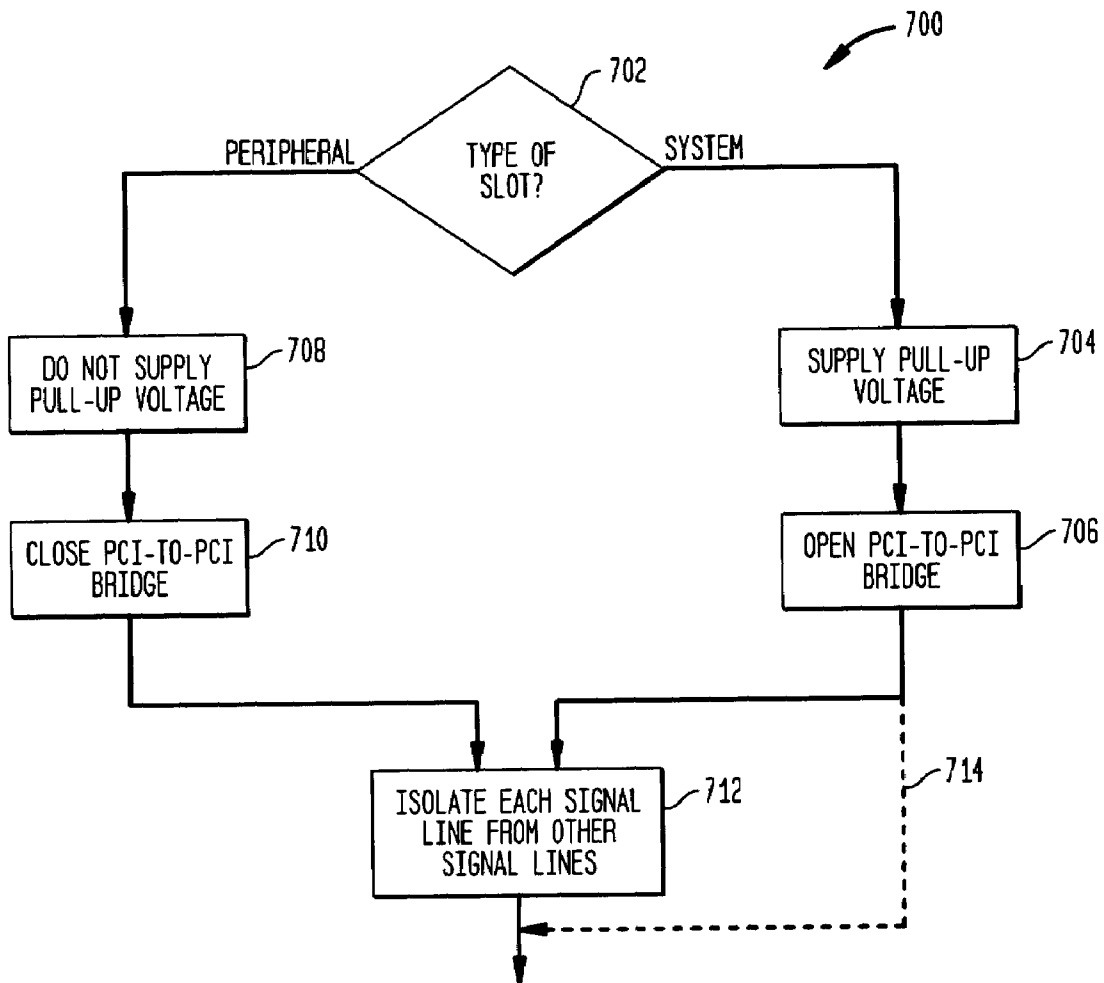 700
702
PERIPHERAL
TYPE OF
SLOT?
SYSTEM
708
DO NOT SUPPLY
PULL-UP VOLTAGE
704
SUPPLY PULL-UP
VOLTAGE
710
CLOSE PCI-TO-PCI
BRIDGE
706
OPEN PCI-TO-PCI
BRIDGE
712
ISOLATE EACH SIGNAL
LINE FROM OTHER
SIGNAL LINES
714